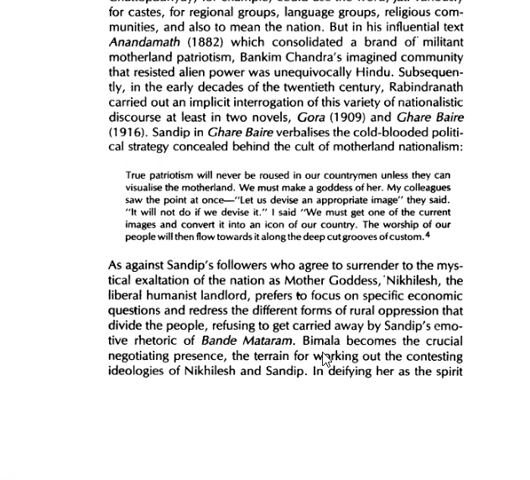 for castes, for regional groups, language groups, religious com-
munities, and also to mean the nation. But in his influential text
Anandamath (1882) which consolidated a brand of militant
motherland patriotism, Bankim Chandra's imagined community
that resisted alien power was unequivocally Hindu. Subsequen-
tly, in the early decades of the twentieth century, Rabindranath
carried out an implicit interrogation of this variety of nationalistic
discourse at least in two novels, Gora (1909) and Ghare Baire
(1916). Sandip in Ghare Baire verbalises the cold-blooded politi-
cal strategy concealed behind the cult of motherland nationalism:
True patriotism will never be roused in our countrymen unless they can
visualise the motherland. We must make a goddess of her. My colleagues
saw the point at once—"Let us devise an appropriate image" they said.
"It will not do if we devise it." I said "We must get one of the current
images and convert it into an icon of our country. The worship of our
people will then flow towards it along the deep cut grooves of custom.4
As against Sandip's followers who agree to surrender to the mys-
tical exaltation of the nation as Mother Goddess, Nikhilesh, the
liberal humanist landlord, prefers to focus on specific economic
questions and redress the different forms of rural oppression that
divide the people, refusing to get carried away by Sandip's emo-
tive rhetoric of Bande Mataram. Bimala becomes the crucial
negotiating presence, the terrain for working out the contesting
ideologies of Nikhilesh and Sandip. In deifying her as the spirit